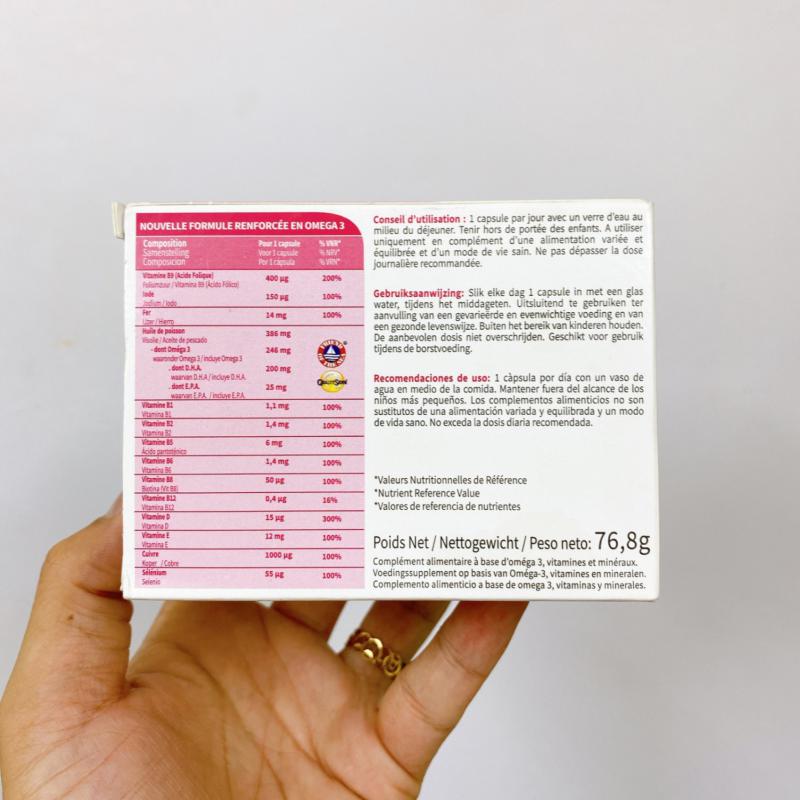 NOUVELLE FORMULE RENFORCÉE EN OMEGA 3
Composition Pour 1 capsule % VNR*
Samenstelling Voor 1 capsule % NRV*
Composicion Por 1 cápsula % VRN*
Vitamine B9 (Acide Folique) 400 µg 200%
Foliumzuur / Vitamina B9 (Ácido Fólico)
Iode 150 µg 100%
Jodium / Iodo
Fer 14 mg 100%
IJzer / Hierro
Huile de poisson 386 mg
Visolie / Aceite de pescado
- dont Oméga 3 246 mg
waaronder Omega 3 / incluye Omega 3
. dont D.H.A. 200 mg
waarvan D.H.A / incluye D.H.A.
. dont E.P.A. 25 mg
waarvan E.P.A. / incluye E.P.A.
FRIEND OF THE SEA
QualitySilver
Vitamine B1 1,1 mg 100%
Vitamina B1
Vitamine B2 1,4 mg 100%
Vitamina B2
Vitamine B5 6 mg 100%
Ácido pantoténico
Vitamine B6 1,4 mg 100%
Vitamina B6
Vitamine B8 50 µg 100%
Biotina (Vit B8)
Vitamine B12 0,4 µg 16%
Vitamina B12
Vitamine D 15 µg 300%
Vitamina D
Vitamine E 12 mg 100%
Vitamina E
Cuivre 1000 µg 100%
Koper / Cobre
Sélénium 55 µg 100%
Selenio
Conseil d'utilisation : 1 capsule par jour avec un verre d'eau au
milieu du déjeuner. Tenir hors de portée des enfants. A utiliser
uniquement en complément d'une alimentation variée et
équilibrée et d'un mode de vie sain. Ne pas dépasser la dose
journalière recommandée.
Gebruiksaanwijzing: Slik elke dag 1 capsule in met een glas
water, tijdens het middageten. Uitsluitend te gebruiken ter
aanvulling van een gevarieërde en evenwichtige voeding en van
een gezonde levenswijze. Buiten het bereik van kinderen houden.
De aanbevolen dosis niet overschrijden. Geschikt voor gebruik
tijdens de borstvoeding.
Recomendaciones de uso: 1 càpsula por día con un vaso de
agua en medio de la comida. Mantener fuera del alcance de los
niños más pequeños. Los complementos alimenticios no son
sustitutos de una alimentación variada y equilibrada y un modo
de vida sano. No exceda la dosis diaria recomendada.
*Valeurs Nutritionnelles de Référence
*Nutrient Reference Value
*Valores de referencia de nutrientes
Poids Net / Nettogewicht / Peso neto: 76,8g
Complément alimentaire à base d'oméga 3, vitamines et minéraux.
Voedingssupplement op basis van Oméga-3, vitamines en mineralen.
Complemento alimenticio a base de omega 3, vitaminas y minerales.